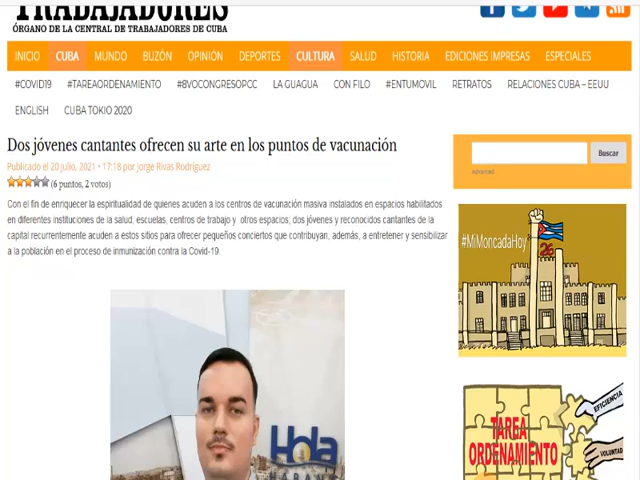 TRABAJADORES
ÓRGANO DE LA CENTRAL DE TRABAJADORES DE CUBA
INICIO CUBA MUNDO BUZÓN OPINIÓN DEPORTES CULTURA SALUD HISTORIA EDICIONES IMPRESAS ESPECIALES
#COVID19 #TAREAORDENAMIENTO #8VOCONGRESOPCC LA GUAGUA CON FILO #ENTUMOVIL RETRATOS RELACIONES CUBA – EEUU
ENGLISH CUBA TOKIO 2020
Dos jóvenes cantantes ofrecen su arte en los puntos de vacunación
Publicado el 20 julio, 2021 • 17:18 por Jorge Rivas Rodríguez
(6 puntos, 2 votos)
Con el fin de enriquecer la espiritualidad de quienes acuden a los centros de vacunación masiva instalados en espacios habilitados
en diferentes instituciones de la salud, escuelas, centros de trabajo y otros espacios; dos jóvenes y reconocidos cantantes de la
capital recurrentemente acuden a estos sitios para ofrecer pequeños conciertos que contribuyan, además, a entretener y sensibilizar
a la población en el proceso de inmunización contra la Covid-19.
Hola
HABANA
Buscar
Advanced
#MiMoncadaHoy
26
EFICIENCIA
VOLUNTAD
TAREA
ORDENAMIENTO